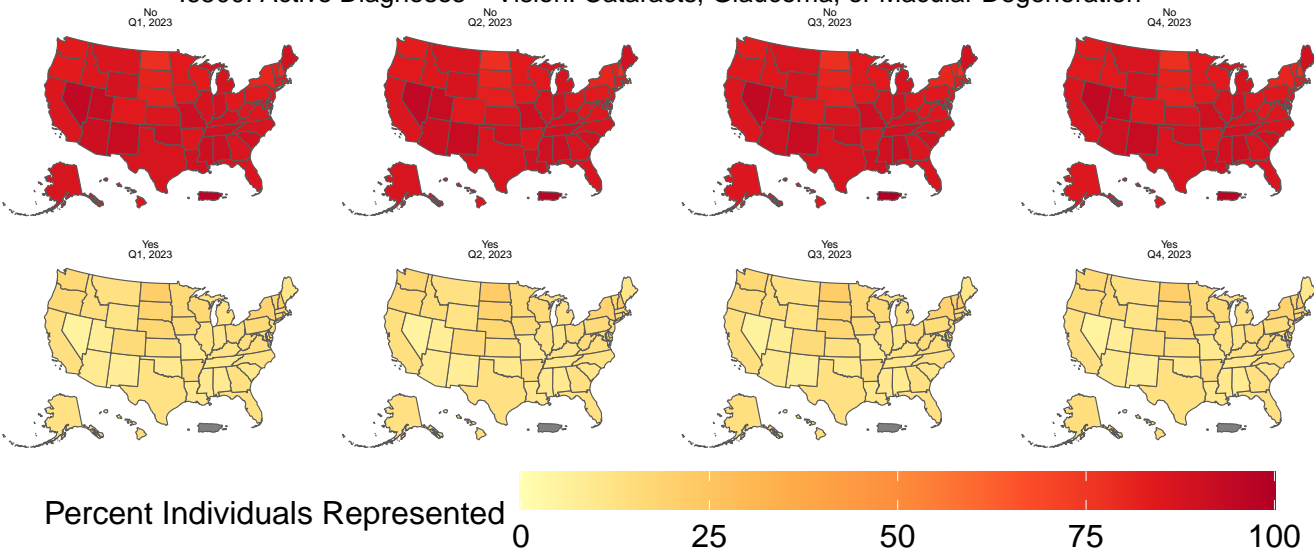 Active Diagnoses - Vision: Cataracts, Glaucoma, or Macular Degeneration
No
Q1, 2023
No
Q2, 2023
No
Q3, 2023
No
Q4, 2023
Yes
Q1, 2023
Yes
Q2, 2023
Yes
Q3, 2023
Yes
Q4, 2023
Percent Individuals Represented
0 25 50 75 100